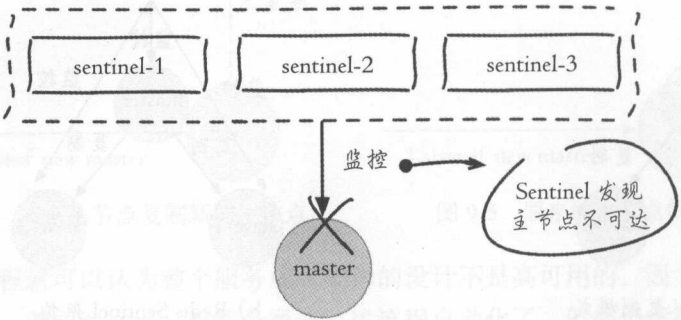 sentinel-1
sentinel-2
sentinel-3
监控
Sentinel 发现
主节点不可达
master